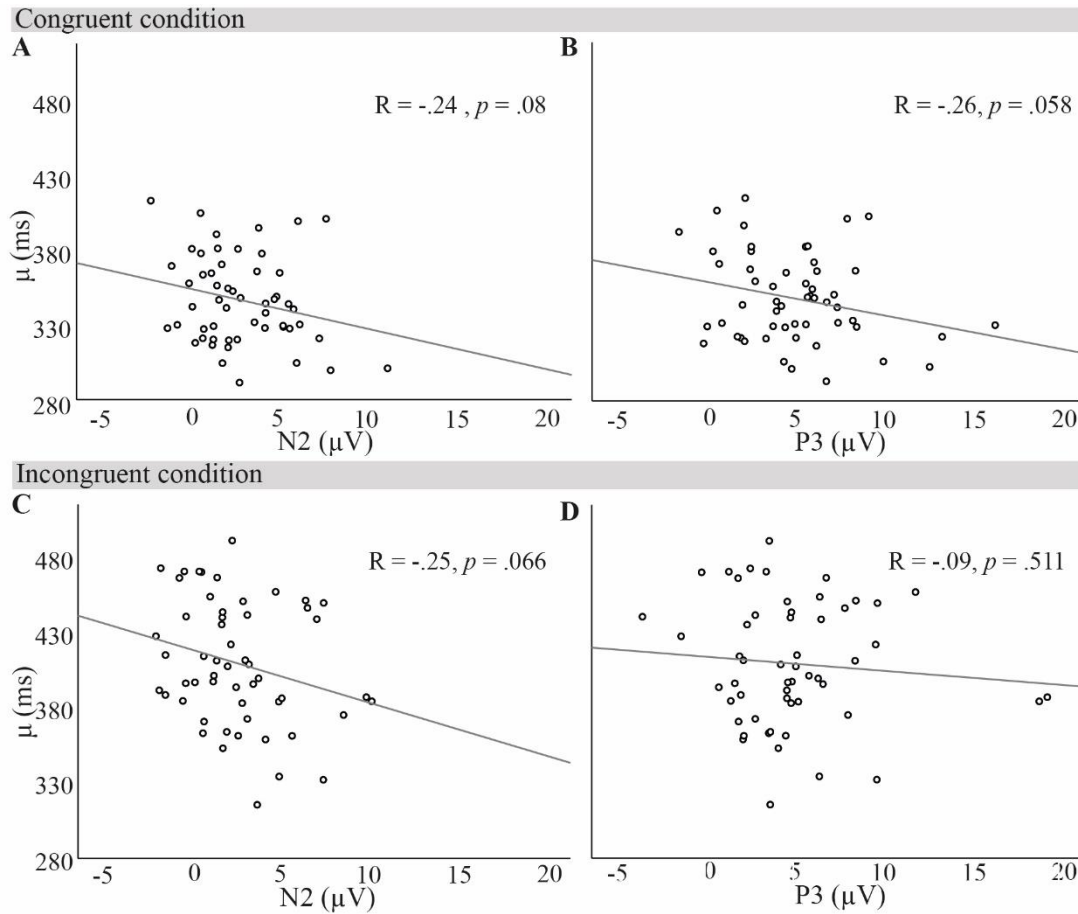 Congruent condition
A
B
R = -.24 , p = .08
R = -.26, p = .058
480
430
380
330
280
μ (ms)
-5 0 5 10 15 20
N2 (μV)
-5 0 5 10 15 20
P3 (μV)
Incongruent condition
C
D
R = -.25, p = .066
R = -.09, p = .511
480
430
380
330
280
μ (ms)
-5 0 5 10 15 20
N2 (μV)
-5 0 5 10 15 20
P3 (μV)